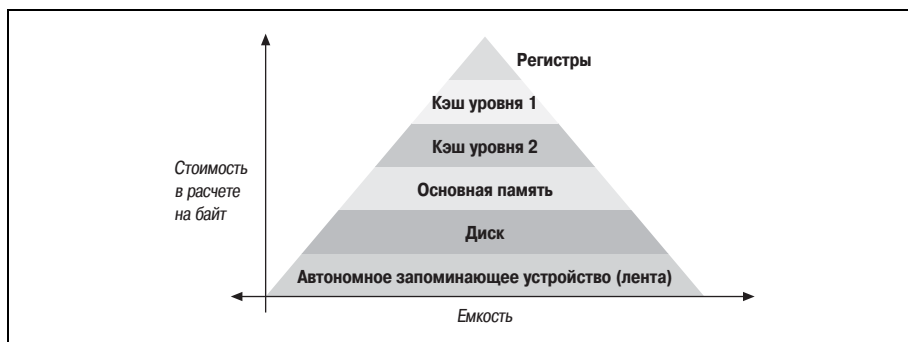 Регистры
Кэш уровня 1
Кэш уровня 2
Стоимость
в расчете
на байт
Основная память
Диск
Автономное запоминающее устройство (лента)
Емкость